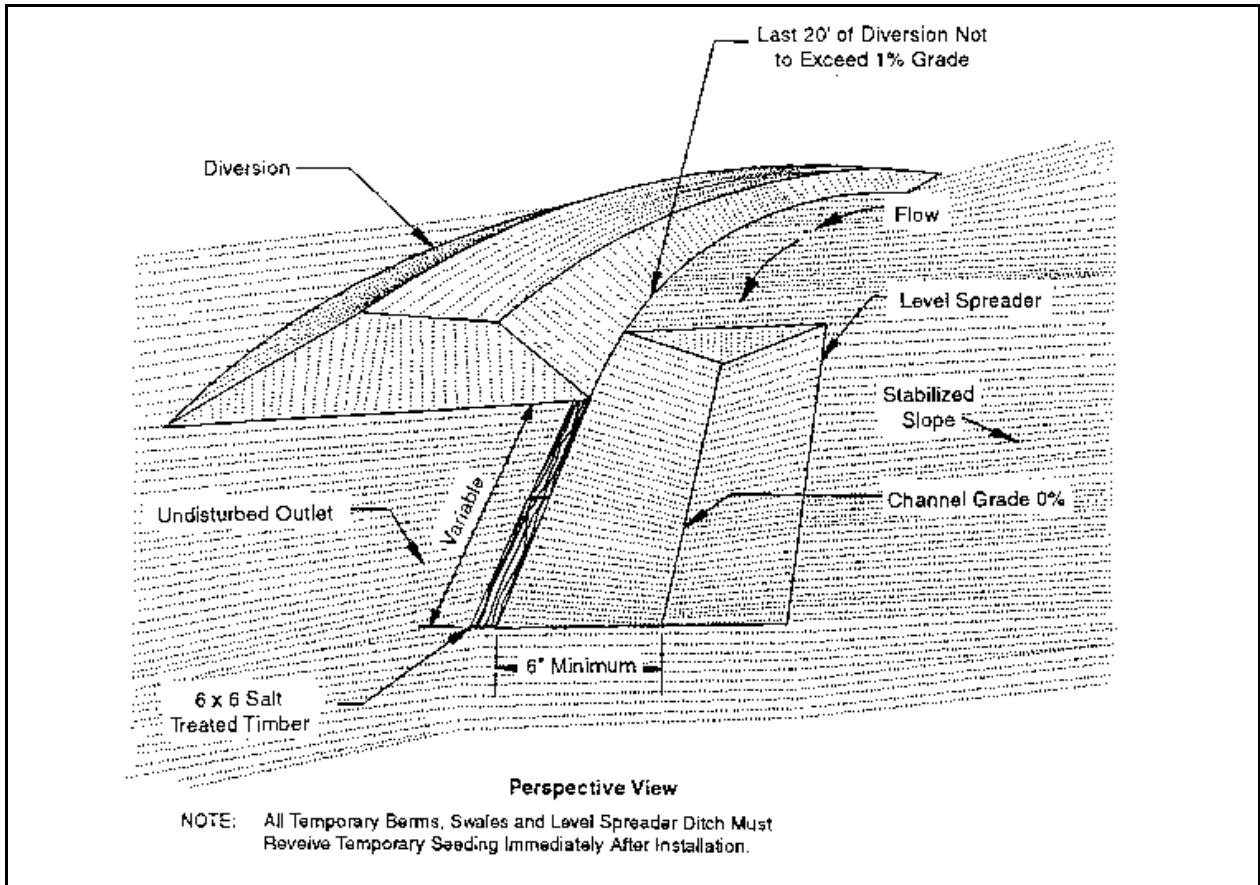 Last 20' of Diversion Not
to Exceed 1% Grade
Diversion
Flow
Level Spreader
Stabilized
Slope
Channel Grade 0%
Undisturbed Outlet
Variable
6" Minimum
6 x 6 Salt
Treated Timber
Perspective View
NOTE: All Temporary Berms, Swales and Level Spreader Ditch Must
Reveive Temporary Seeding Immediately After Installation.